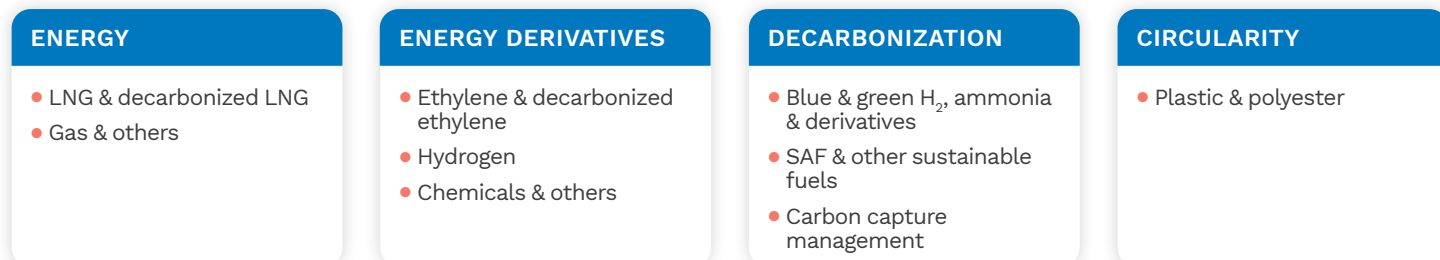 ENERGY
• LNG & decarbonized LNG
• Gas & others
ENERGY DERIVATIVES
• Ethylene & decarbonized
ethylene
• Hydrogen
• Chemicals & others
DECARBONIZATION
• Blue & green H₂, ammonia
& derivatives
• SAF & other sustainable
fuels
• Carbon capture
management
CIRCULARITY
• Plastic & polyester